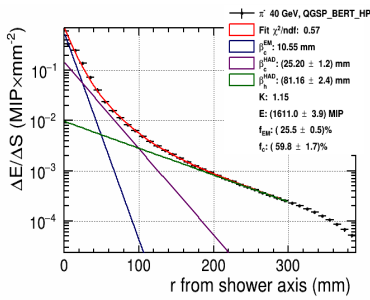 π⁻ 40 GeV, QGSP_BERT_HP
Fit χ²/ndf: 0.57
β_c^EM: 10.55 mm
β_c^HAD: (25.20 ± 1.2) mm
β_h^HAD: (81.16 ± 2.4) mm
K: 1.15
E: (1611.0 ± 3.9) MIP
f_EM: ( 25.5 ± 0.5)%
f_c: ( 59.8 ± 1.7)%
ΔE/ΔS (MIP×mm⁻²)
10⁻¹
10⁻²
10⁻³
10⁻⁴
0 100 200 300
r from shower axis (mm)